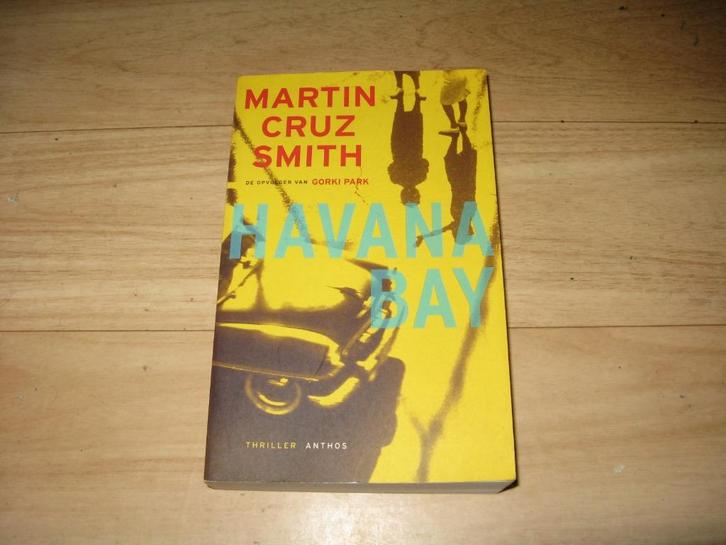 MARTIN
CRUZ
SMITH
DE OPVOLGER VAN GORKI PARK
HAVANA
BAY
THRILLER ANTHOS